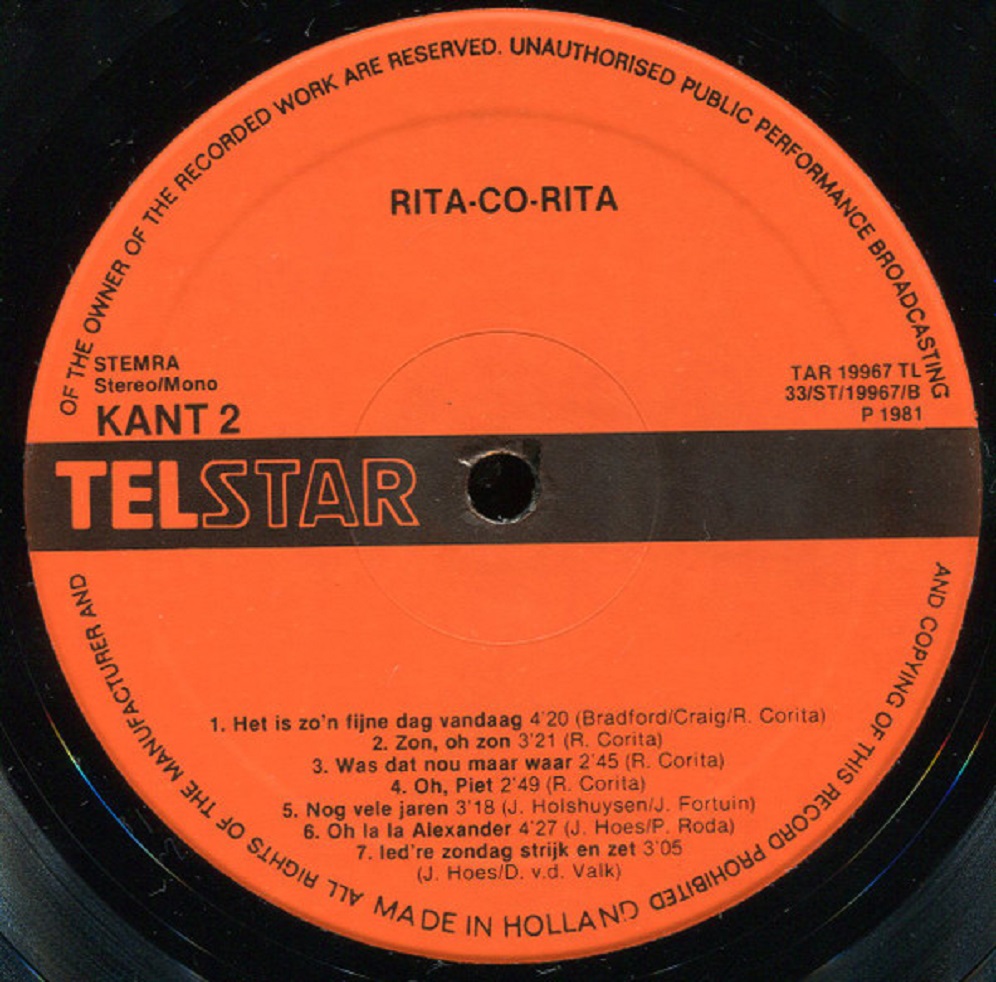 OF THE OWNER OF THE RECORDED WORK ARE RESERVED. UNAUTHORISED PUBLIC PERFORMANCE BROADCASTING
RITA-CO-RITA
STEMRA
Stereo/Mono
KANT 2
TAR 19967 TL
33/ST/19967/B
P 1981
TELSTAR
1. Het is zo'n fijne dag vandaag 4'20 (Bradford/Craig/R. Corita)
2. Zon, oh zon 3'21 (R. Corita)
3. Was dat nou maar waar 2'45 (R. Corita)
4. Oh, Piet 2'49 (R. Corita)
5. Nog vele jaren 3'18 (J. Holshuysen/J. Fortuin)
6. Oh la la Alexander 4'27 (J. Hoes/P. Roda)
7. Ied're zondag strijk en zet 3'05
(J. Hoes/D. v.d. Valk)
AND COPYING OF THIS RECORD PROHIBITED
MADE IN HOLLAND
ALL RIGHTS OF THE MANUFACTURER AND